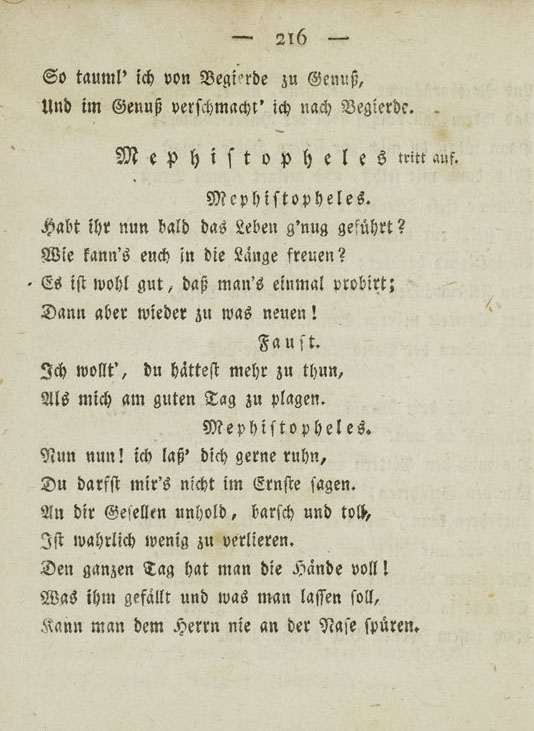 — 216 —
So tauml' ich von Begierde zu Genuß,
Und im Genuß verschmacht' ich nach Begierde.
Mephistopheles tritt auf.
Mephistopheles.
Habt ihr nun bald das Leben g'nug geführt?
Wie kann's euch in die Länge freuen?
Es ist wohl gut, daß man's einmal probirt;
Dann aber wieder zu was neuen!
Faust.
Ich wollt', du hättest mehr zu thun,
Als mich am guten Tag zu plagen.
Mephistopheles.
Nun nun! ich laß' dich gerne ruhn,
Du darfst mir's nicht im Ernste sagen.
An dir Gesellen unhold, barsch und toll,
Ist wahrlich wenig zu verlieren.
Den ganzen Tag hat man die Hände voll!
Was ihm gefällt und was man lassen soll,
Kann man dem Herrn nie an der Nase spüren.